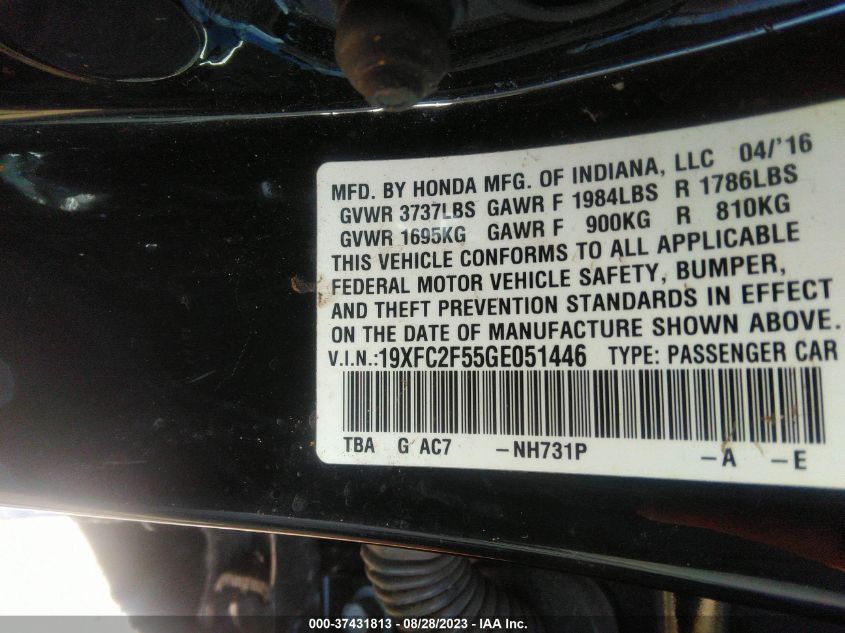 MFD. BY HONDA MFG. OF INDIANA, LLC 04/'16
GVWR 3737LBS GAWR F 1984LBS R 1786LBS
GVWR 1695KG GAWR F 900KG R 810KG
THIS VEHICLE CONFORMS TO ALL APPLICABLE
FEDERAL MOTOR VEHICLE SAFETY, BUMPER,
AND THEFT PREVENTION STANDARDS IN EFFECT
ON THE DATE OF MANUFACTURE SHOWN ABOVE.
V.I.N.:19XFC2F55GE051446 TYPE: PASSENGER CAR
TBA G AC7 -NH731P -A -E
000-37431813 / 08/28/2023 - IAA Inc.